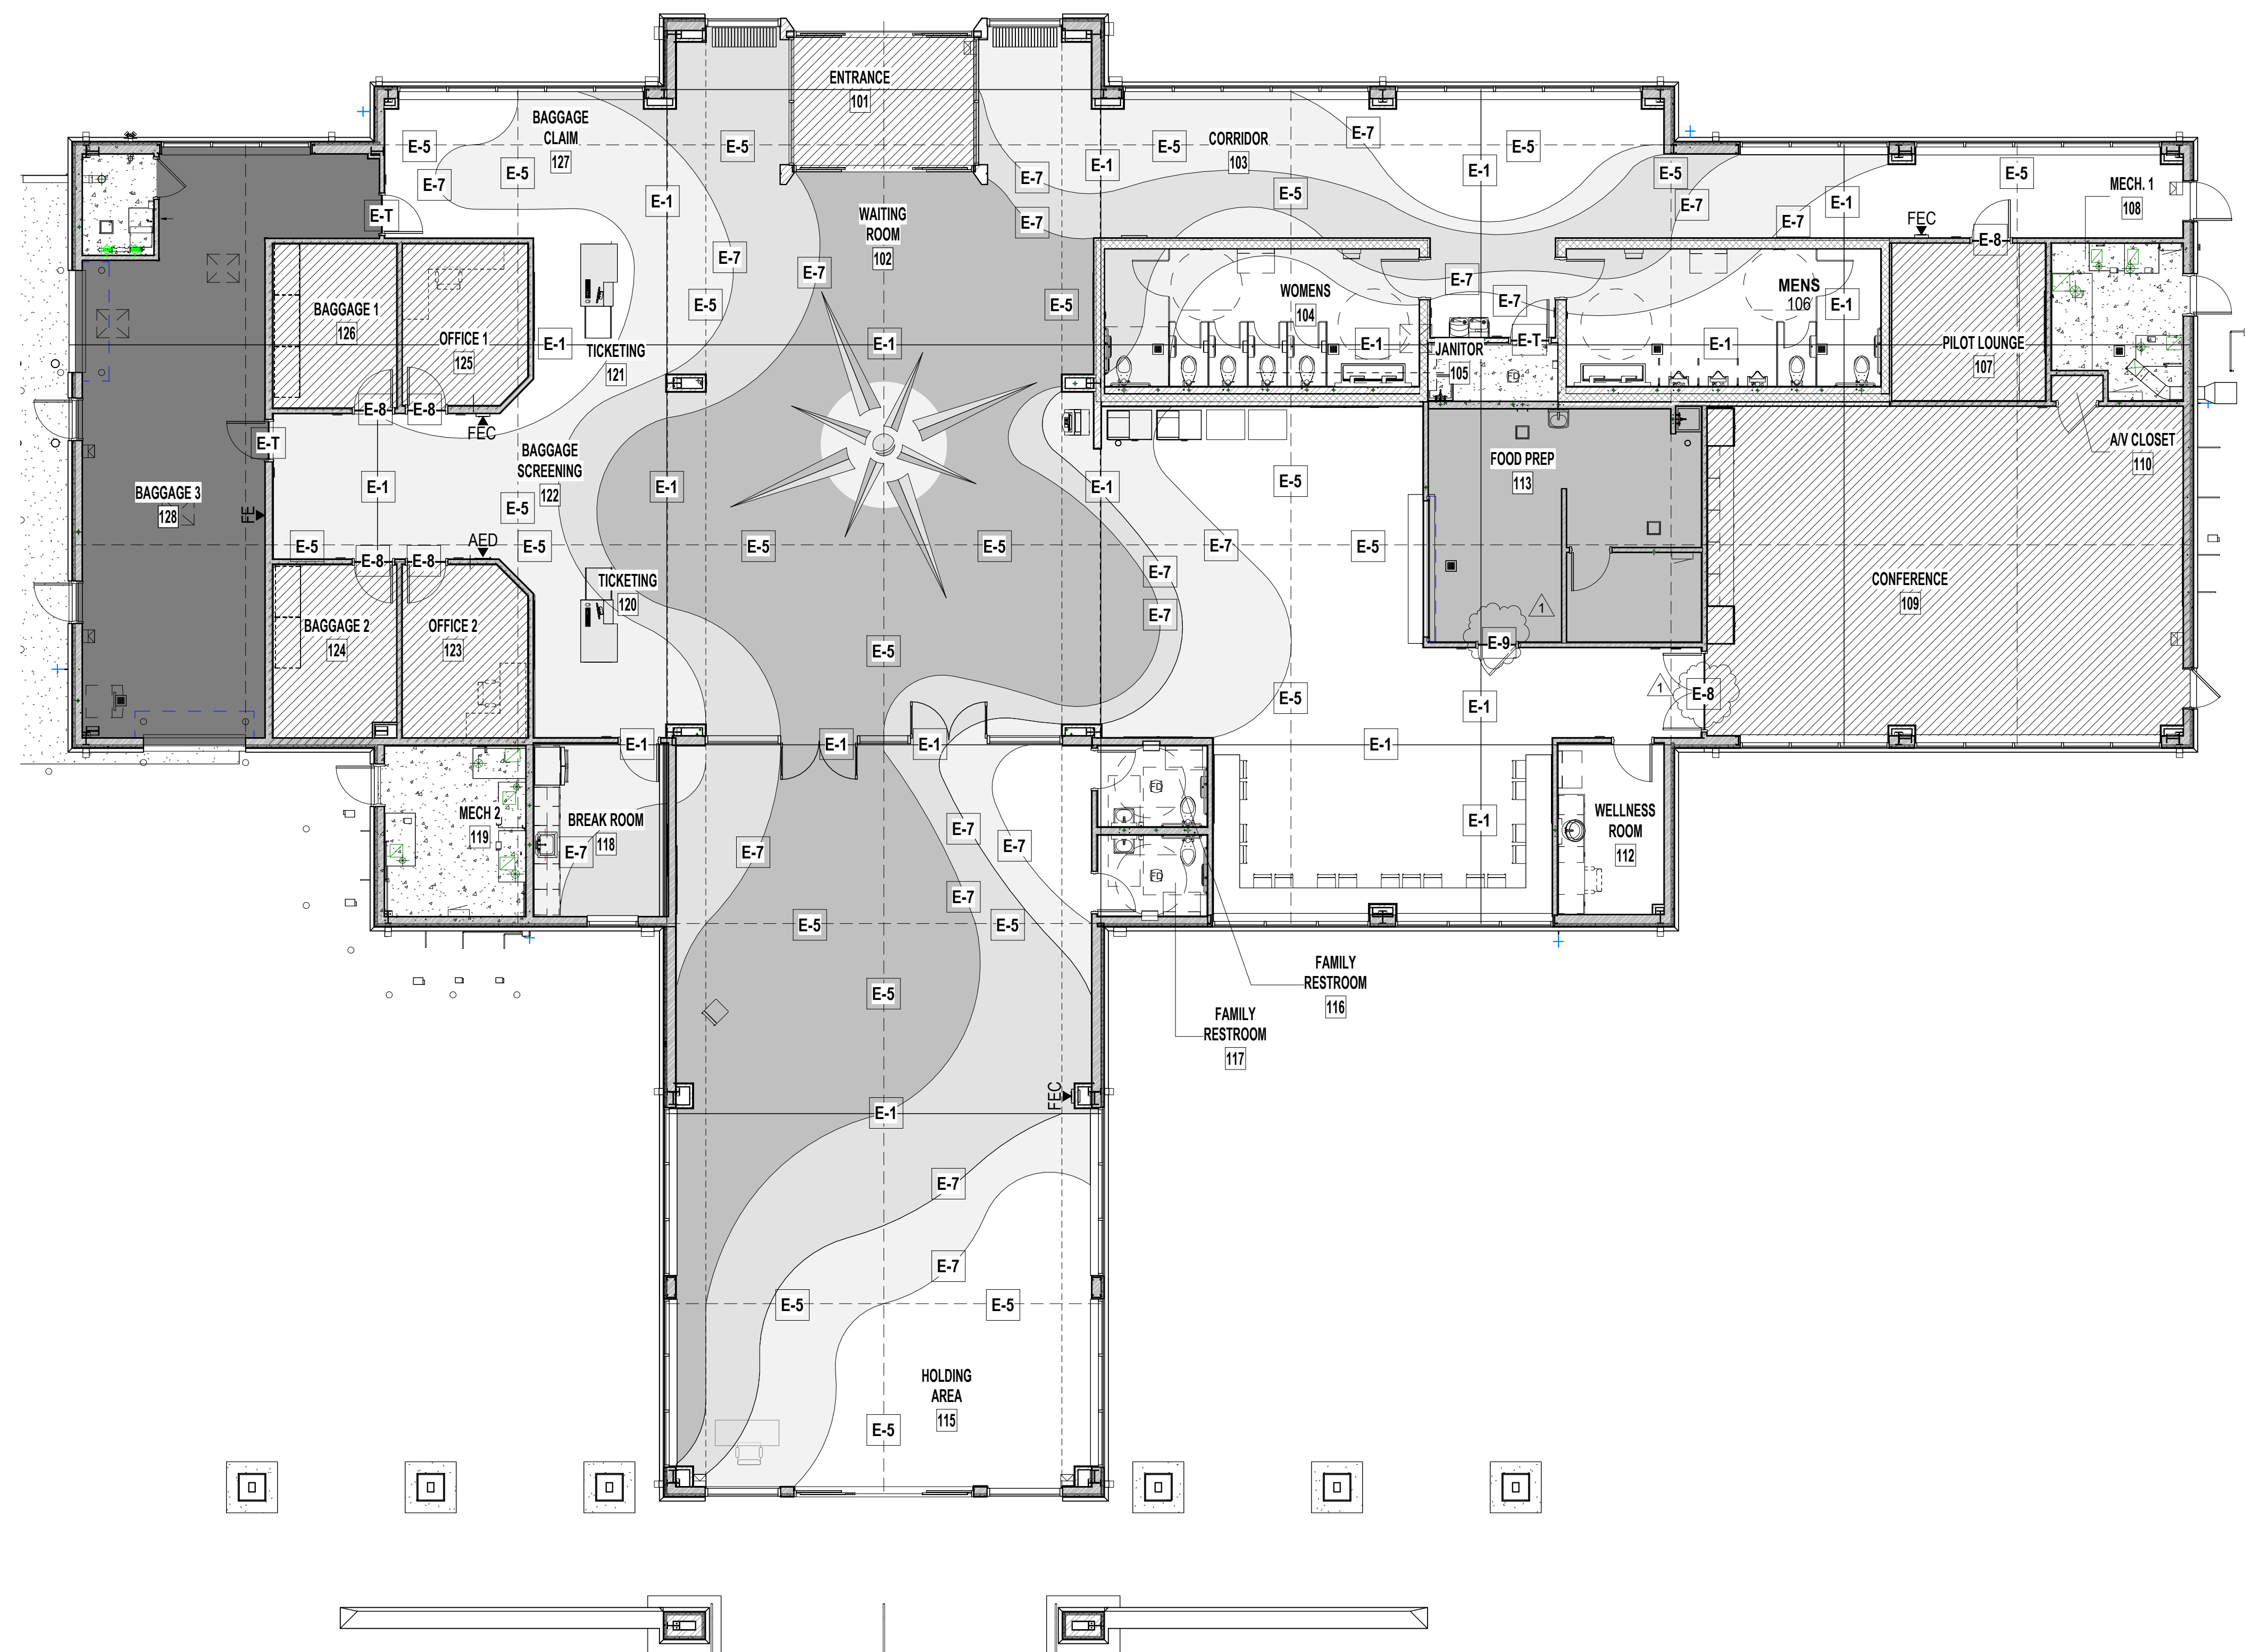 ENTRANCE
101
BAGGAGE
CLAIM
127
E-5
E-5
E-7
E-5
E-1
E-7
E-5
E-T
WAITING
ROOM
102
E-7
E-7
E-7
E-1
E-5
CORRIDOR
103
E-7
E-5
E-5
E-1
E-5
E-7
E-7
E-1
E-5
MECH. 1
108
FEC
E-8
BAGGAGE 1
126
OFFICE 1
125
E-1
TICKETING
121
E-1
E-5
WOMENS
104
E-1
E-7
E-7
E-T
JANITOR
105
FD
MENS
106
E-1
E-1
PILOT LOUNGE
107
E-8
E-8
FEC
E-T
BAGGAGE
SCREENING
122
E-1
E-5
E-1
E-1
E-5
FOOD PREP
113
A/V CLOSET
110
BAGGAGE 3
128
FE
E-5
E-5
AED
E-5
E-5
E-7
E-5
E-8
E-8
E-7
E-7
TICKETING
120
CONFERENCE
109
1
E-9
BAGGAGE 2
124
OFFICE 2
123
E-5
E-5
E-1
1
E-8
E-1
E-1
E-1
E-1
MECH 2
119
BREAK ROOM
118
E-7
E-7
E-7
E-7
FD
FD
E-1
WELLNESS
ROOM
112
E-7
E-5
E-5
E-5
FAMILY
RESTROOM
116
FAMILY
RESTROOM
117
FEC
E-1
E-7
E-7
E-5
E-5
HOLDING
AREA
115
E-5